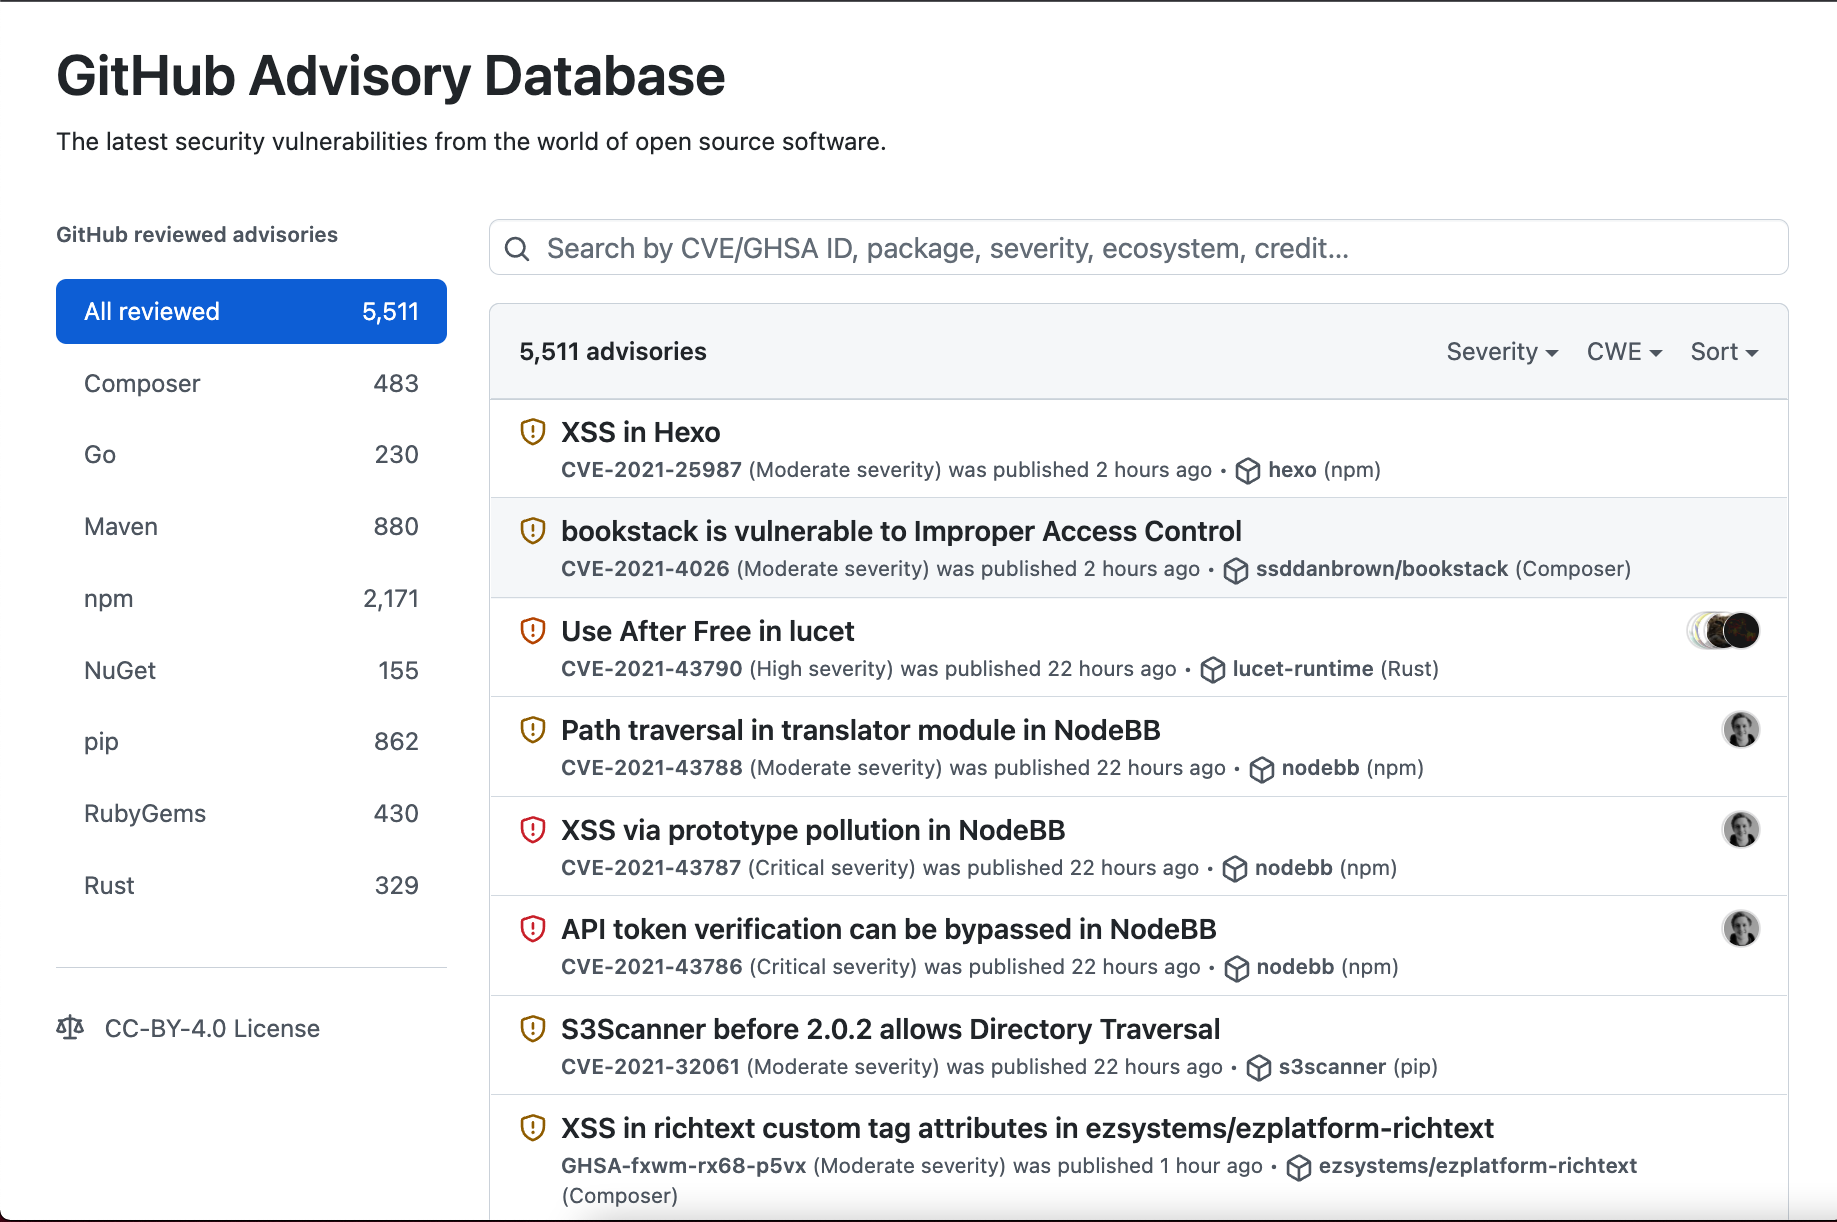 GitHub Advisory Database
The latest security vulnerabilities from the world of open source software.
GitHub reviewed advisories
All reviewed 5,511
Composer 483
Go 230
Maven 880
npm 2,171
NuGet 155
pip 862
RubyGems 430
Rust 329
CC-BY-4.0 License
Search by CVE/GHSA ID, package, severity, ecosystem, credit...
5,511 advisories Severity CWE Sort
XSS in Hexo
CVE-2021-25987 (Moderate severity) was published 2 hours ago • hexo (npm)
bookstack is vulnerable to Improper Access Control
CVE-2021-4026 (Moderate severity) was published 2 hours ago • ssddanbrown/bookstack (Composer)
Use After Free in lucet
CVE-2021-43790 (High severity) was published 22 hours ago • lucet-runtime (Rust)
Path traversal in translator module in NodeBB
CVE-2021-43788 (Moderate severity) was published 22 hours ago • nodebb (npm)
XSS via prototype pollution in NodeBB
CVE-2021-43787 (Critical severity) was published 22 hours ago • nodebb (npm)
API token verification can be bypassed in NodeBB
CVE-2021-43786 (Critical severity) was published 22 hours ago • nodebb (npm)
S3Scanner before 2.0.2 allows Directory Traversal
CVE-2021-32061 (Moderate severity) was published 22 hours ago • s3scanner (pip)
XSS in richtext custom tag attributes in ezsystems/ezplatform-richtext
GHSA-fxwm-rx68-p5vx (Moderate severity) was published 1 hour ago • ezsystems/ezplatform-richtext
(Composer)